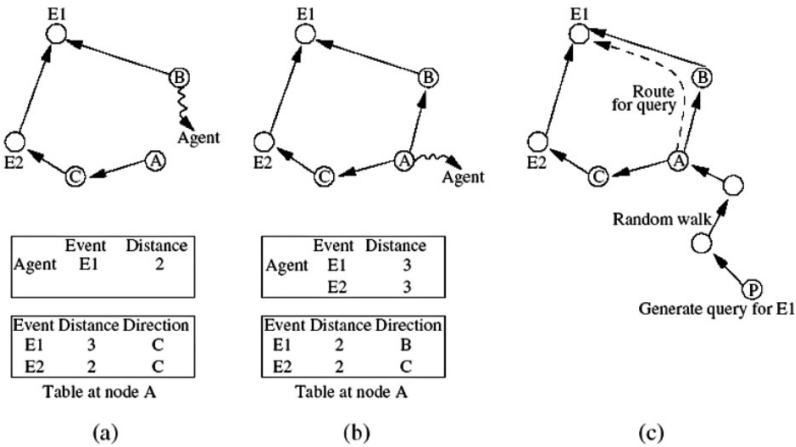 E1
B
Agent
E2
C
A
Event Distance
Agent E1 2
Event Distance Direction
E1 3 C
E2 2 C
Table at node A
(a)
E1
B
E2
C
A
Agent
Event Distance
Agent E1 3
E2 3
Event Distance Direction
E1 2 B
E2 2 C
Table at node A
(b)
E1
B
Route
for query
E2
C
A
Random walk
P
Generate query for E1
(c)